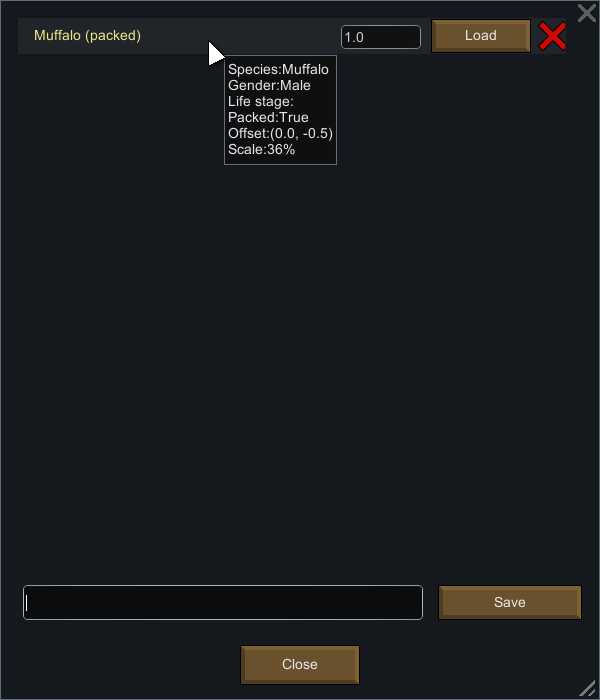 Muffalo (packed)
1.0
Load
Species:Muffalo
Gender:Male
Life stage:
Packed:True
Offset:(0.0, -0.5)
Scale:36%
Save
Close